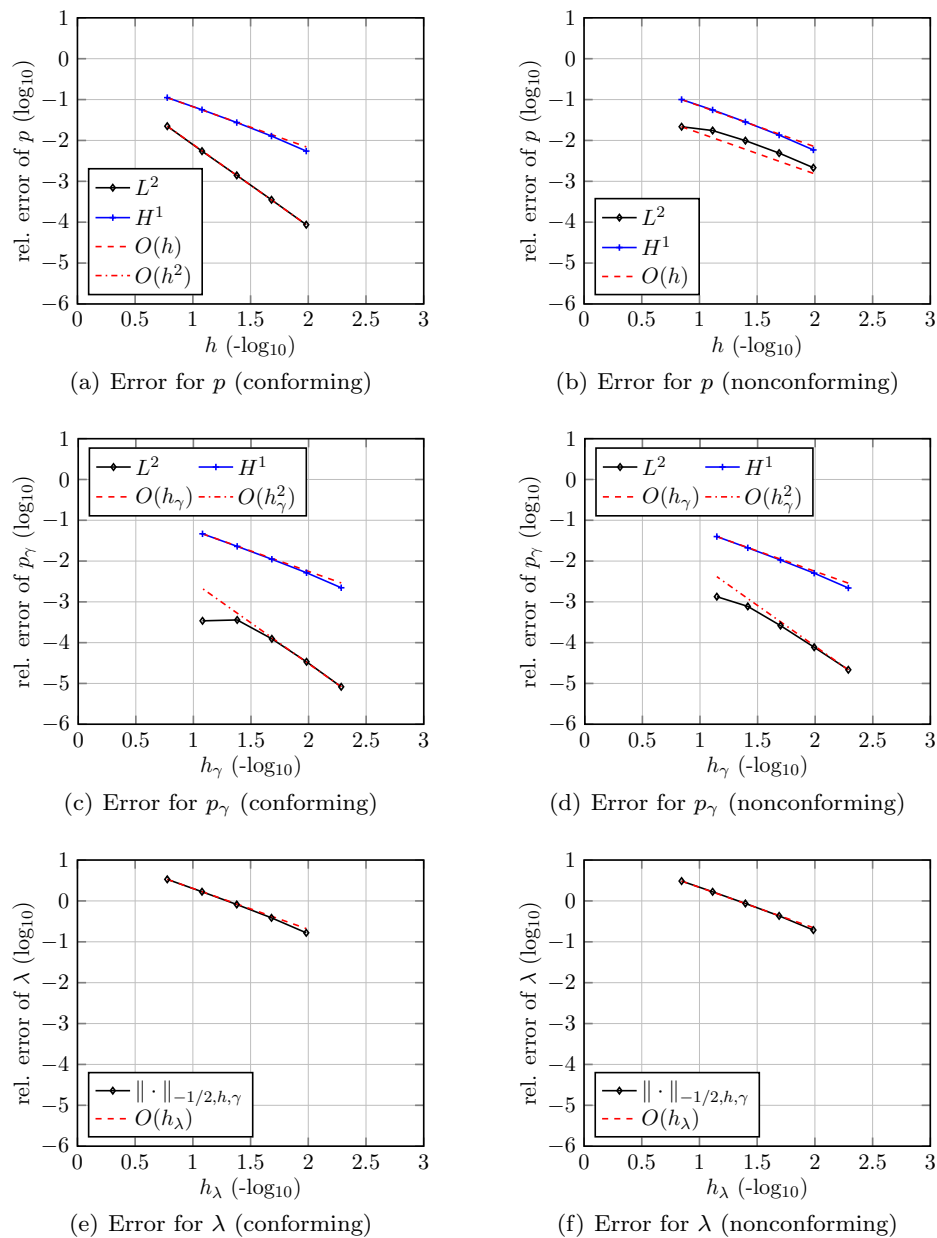 1
0
−1
−2
−3
−4
−5
−6
rel. error of p (log10)
L²
H¹
O(h)
O(h²)
0 0.5 1 1.5 2 2.5 3
h (-log10)
(a) Error for p (conforming)
1
0
−1
−2
−3
−4
−5
−6
rel. error of p (log10)
L²
H¹
O(h)
0 0.5 1 1.5 2 2.5 3
h (-log10)
(b) Error for p (nonconforming)
1
0
−1
−2
−3
−4
−5
−6
rel. error of pγ (log10)
L² H¹
O(hγ) O(hγ²)
0 0.5 1 1.5 2 2.5 3
hγ (-log10)
(c) Error for pγ (conforming)
1
0
−1
−2
−3
−4
−5
−6
rel. error of pγ (log10)
L² H¹
O(hγ) O(hγ²)
0 0.5 1 1.5 2 2.5 3
hγ (-log10)
(d) Error for pγ (nonconforming)
1
0
−1
−2
−3
−4
−5
−6
rel. error of λ (log10)
‖ · ‖−1/2,h,γ
O(hλ)
0 0.5 1 1.5 2 2.5 3
hλ (-log10)
(e) Error for λ (conforming)
1
0
−1
−2
−3
−4
−5
−6
rel. error of λ (log10)
‖ · ‖−1/2,h,γ
O(hλ)
0 0.5 1 1.5 2 2.5 3
hλ (-log10)
(f) Error for λ (nonconforming)